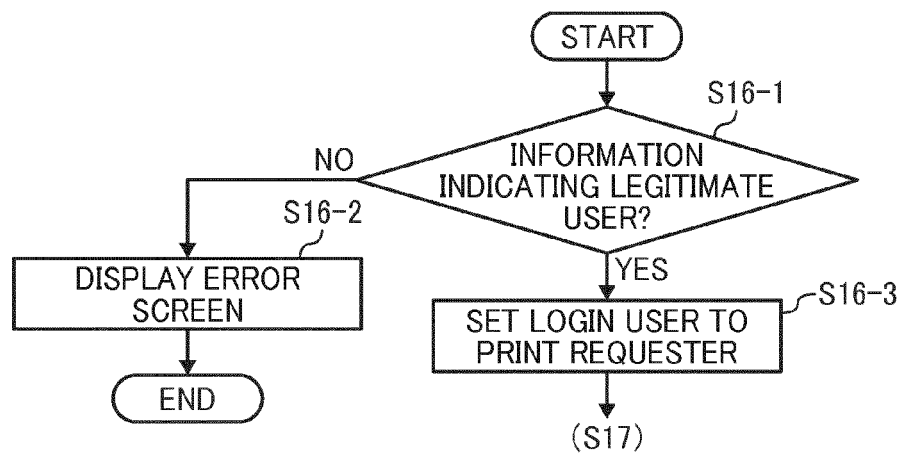 START
S16-1
INFORMATION
INDICATING LEGITIMATE
USER?
NO
S16-2
DISPLAY ERROR
SCREEN
END
YES
S16-3
SET LOGIN USER TO
PRINT REQUESTER
(S17)